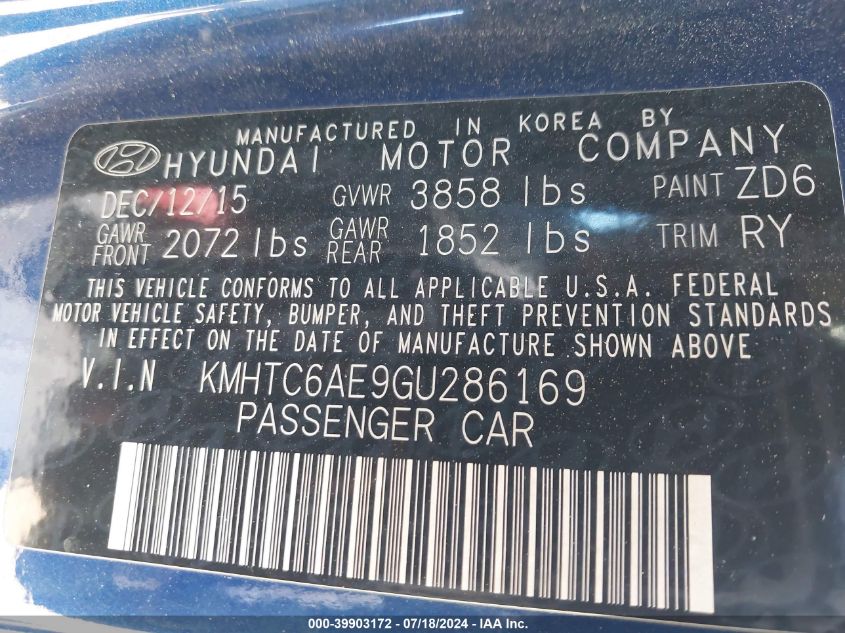 MANUFACTURED IN KOREA BY
HYUNDAI MOTOR COMPANY
DEC/12/15 GVWR 3858 lbs PAINT ZD6
GAWR FRONT 2072 lbs GAWR REAR 1852 lbs TRIM RY
THIS VEHICLE CONFORMS TO ALL APPLICABLE U.S.A. FEDERAL
MOTOR VEHICLE SAFETY, BUMPER, AND THEFT PREVENTION STANDARDS
IN EFFECT ON THE DATE OF MANUFACTURE SHOWN ABOVE
V.I.N KMHTC6AE9GU286169
PASSENGER CAR
000-39903172 - 07/18/2024 - IAA, Inc.